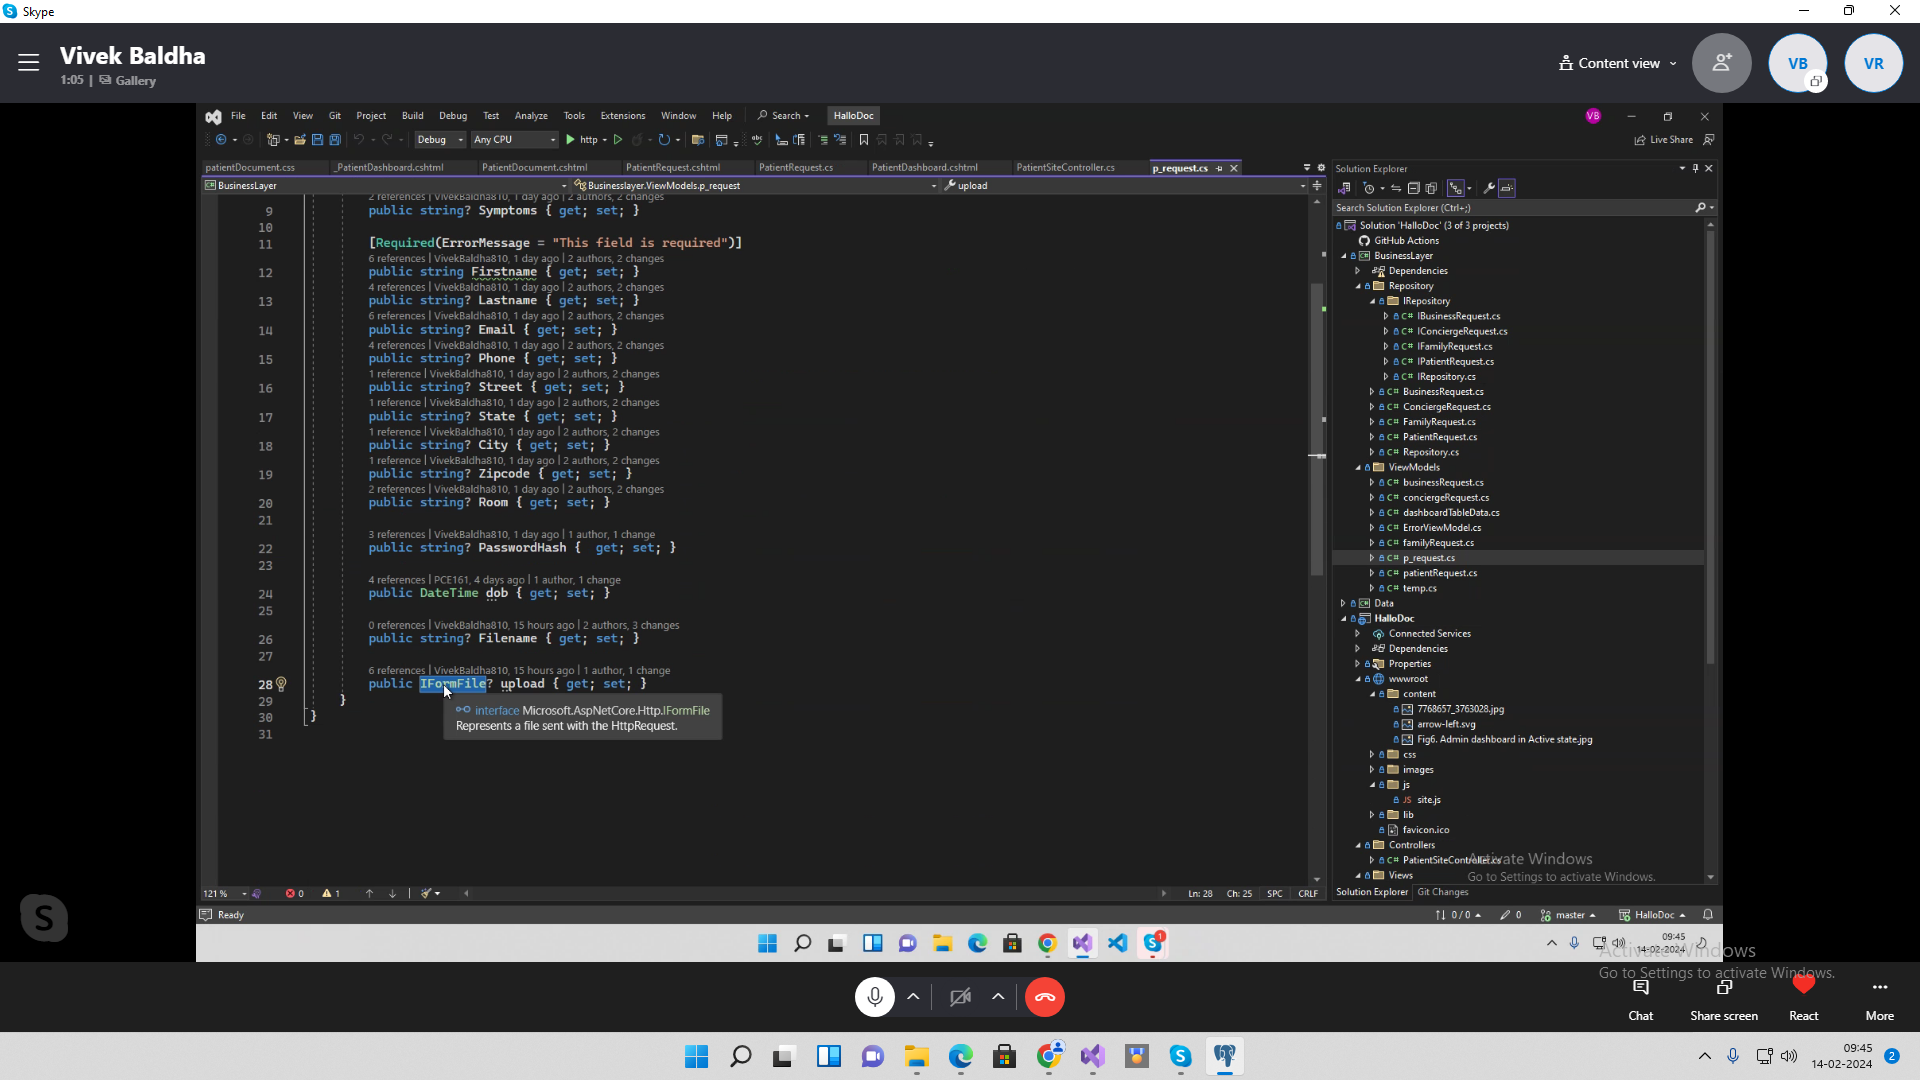 Skype
Vivek Baldha
1:05 | Gallery
Content view
VB
VR
File Edit View Git Project Build Debug Test Analyze Tools Extensions Window Help Search HalloDoc
VB
Debug Any CPU http Live Share
patientDocument.css _PatientDashboard.cshtml PatientDocument.cshtml PatientRequest.cshtml PatientRequest.cs PatientDashboard.cshtml PatientSiteController.cs p_request.cs
BusinessLayer Businesslayer.ViewModels.p_request upload
2 references | VivekBaldha810, 1 day ago | 2 authors, 2 changes
9 public string? Symptoms { get; set; }
10
11 [Required(ErrorMessage = "This field is required")]
6 references | VivekBaldha810, 1 day ago | 2 authors, 2 changes
12 public string Firstname { get; set; }
4 references | VivekBaldha810, 1 day ago | 2 authors, 2 changes
13 public string? Lastname { get; set; }
6 references | VivekBaldha810, 1 day ago | 2 authors, 2 changes
14 public string? Email { get; set; }
4 references | VivekBaldha810, 1 day ago | 2 authors, 2 changes
15 public string? Phone { get; set; }
1 reference | VivekBaldha810, 1 day ago | 2 authors, 2 changes
16 public string? Street { get; set; }
1 reference | VivekBaldha810, 1 day ago | 2 authors, 2 changes
17 public string? State { get; set; }
1 reference | VivekBaldha810, 1 day ago | 2 authors, 2 changes
18 public string? City { get; set; }
1 reference | VivekBaldha810, 1 day ago | 2 authors, 2 changes
19 public string? Zipcode { get; set; }
2 references | VivekBaldha810, 1 day ago | 2 authors, 2 changes
20 public string? Room { get; set; }
21
3 references | VivekBaldha810, 1 day ago | 1 author, 1 change
22 public string? PasswordHash {  get; set; }
23
4 references | PCE161, 4 days ago | 1 author, 1 change
24 public DateTime dob { get; set; }
25
0 references | VivekBaldha810, 15 hours ago | 2 authors, 3 changes
26 public string? Filename { get; set; }
27
6 references | VivekBaldha810, 15 hours ago | 1 author, 1 change
28 public IFormFile? upload { get; set; }
29 }
30 }
31
interface Microsoft.AspNetCore.Http.IFormFile
Represents a file sent with the HttpRequest.
Solution Explorer
Search Solution Explorer (Ctrl+;)
Solution 'HalloDoc' (3 of 3 projects)
GitHub Actions
BusinessLayer
Dependencies
Repository
IRepository
C# IBusinessRequest.cs
C# IConciergeRequest.cs
C# IFamilyRequest.cs
C# IPatientRequest.cs
C# IRepository.cs
C# BusinessRequest.cs
C# ConciergeRequest.cs
C# FamilyRequest.cs
C# PatientRequest.cs
C# Repository.cs
ViewModels
C# businessRequest.cs
C# conciergeRequest.cs
C# dashboardTableData.cs
C# ErrorViewModel.cs
C# familyRequest.cs
C# p_request.cs
C# patientRequest.cs
C# temp.cs
Data
HalloDoc
Connected Services
Dependencies
Properties
wwwroot
content
7768657_3763028.jpg
arrow-left.svg
Fig6. Admin dashboard in Active state.jpg
css
images
js
JS site.js
lib
favicon.ico
Controllers
C# PatientSiteController.cs
Views
Activate Windows
Go to Settings to activate Windows.
Solution Explorer Git Changes
121 % 0 1 Ln: 28 Ch: 25 SPC CRLF
Ready 0 / 0 0 master HalloDoc
1
09:45
14-02-2024
Activate Windows
Go to Settings to activate Windows.
Chat Share screen React More
09:45
14-02-2024
2